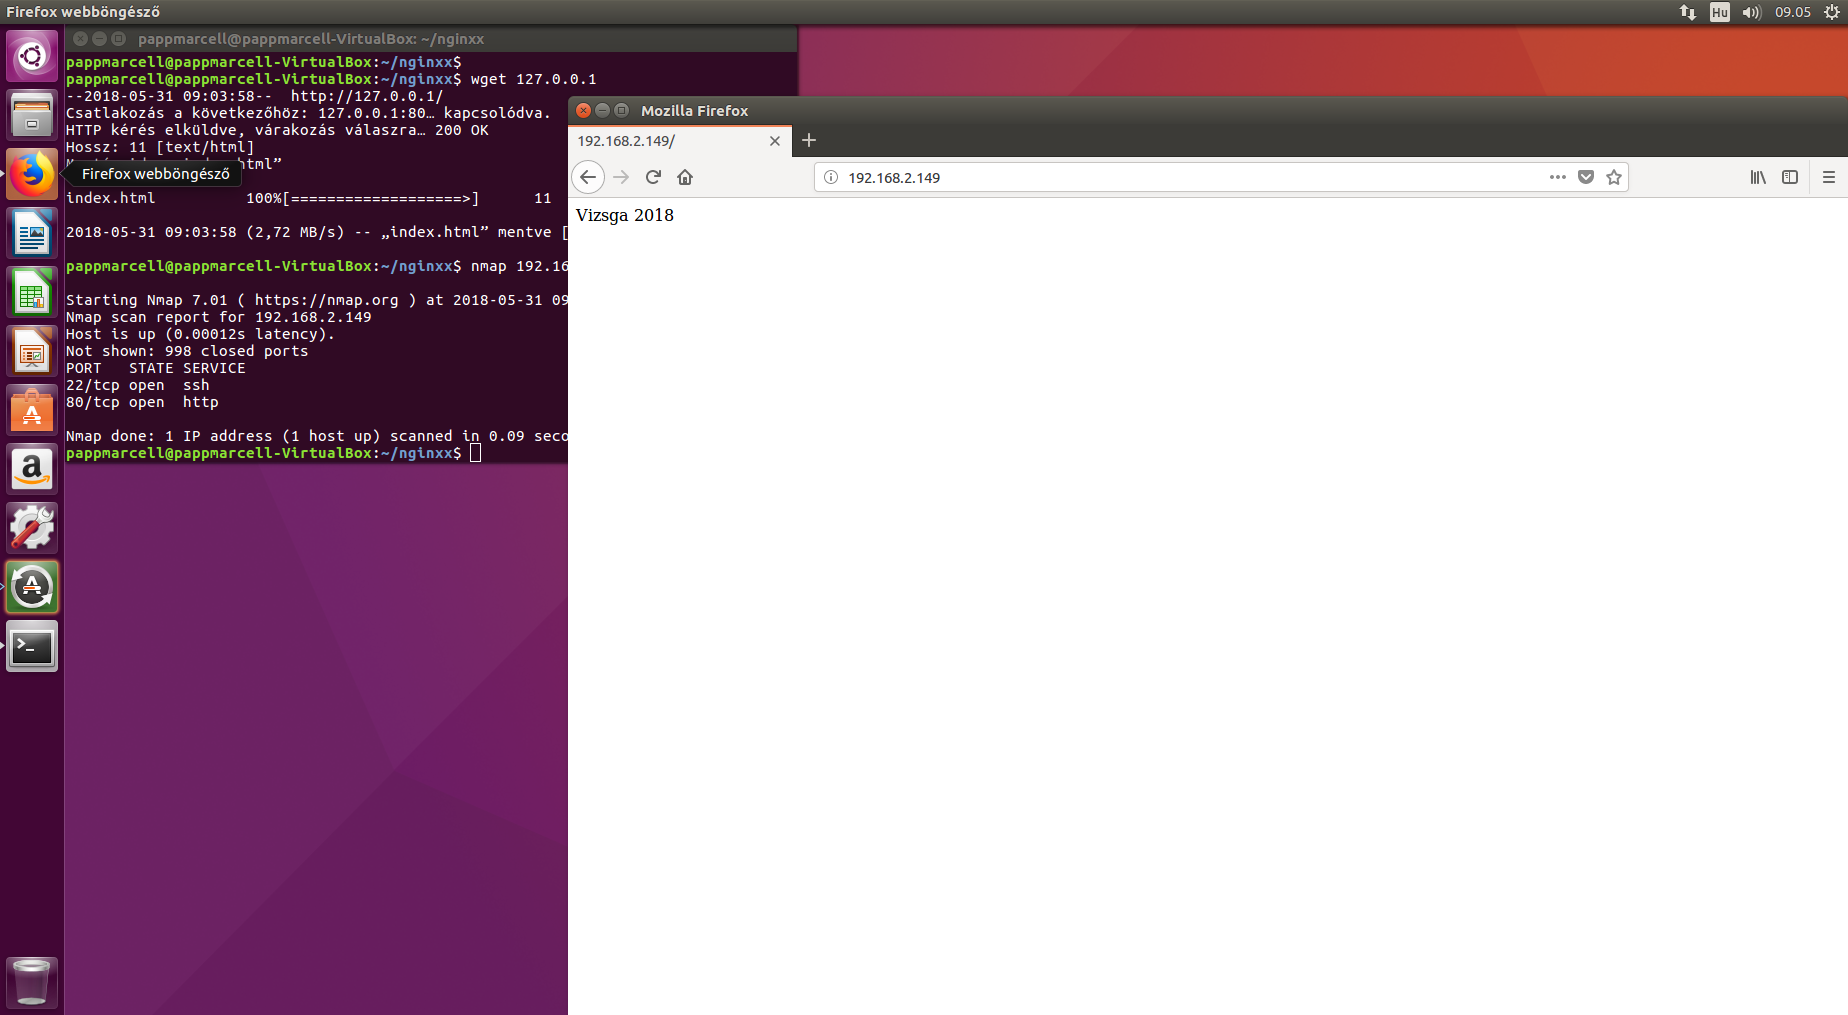 Firefox webböngésző
Hu
09.05
pappmarcell@pappmarcell-VirtualBox: ~/nginxx
pappmarcell@pappmarcell-VirtualBox:~/nginxx$
pappmarcell@pappmarcell-VirtualBox:~/nginxx$ wget 127.0.0.1
--2018-05-31 09:03:58--  http://127.0.0.1/
Csatlakozás a következőhöz: 127.0.0.1:80… kapcsolódva.
HTTP kérés elküldve, várakozás válaszra… 200 OK
Hossz: 11 [text/html]
html”
Firefox webböngésző
index.html          100%[===================>]      11
2018-05-31 09:03:58 (2,72 MB/s) -- „index.html” mentve [
pappmarcell@pappmarcell-VirtualBox:~/nginxx$ nmap 192.16
Starting Nmap 7.01 ( https://nmap.org ) at 2018-05-31 09
Nmap scan report for 192.168.2.149
Host is up (0.00012s latency).
Not shown: 998 closed ports
PORT   STATE SERVICE
22/tcp open  ssh
80/tcp open  http
Nmap done: 1 IP address (1 host up) scanned in 0.09 seco
pappmarcell@pappmarcell-VirtualBox:~/nginxx$
Mozilla Firefox
192.168.2.149/
192.168.2.149
Vizsga 2018